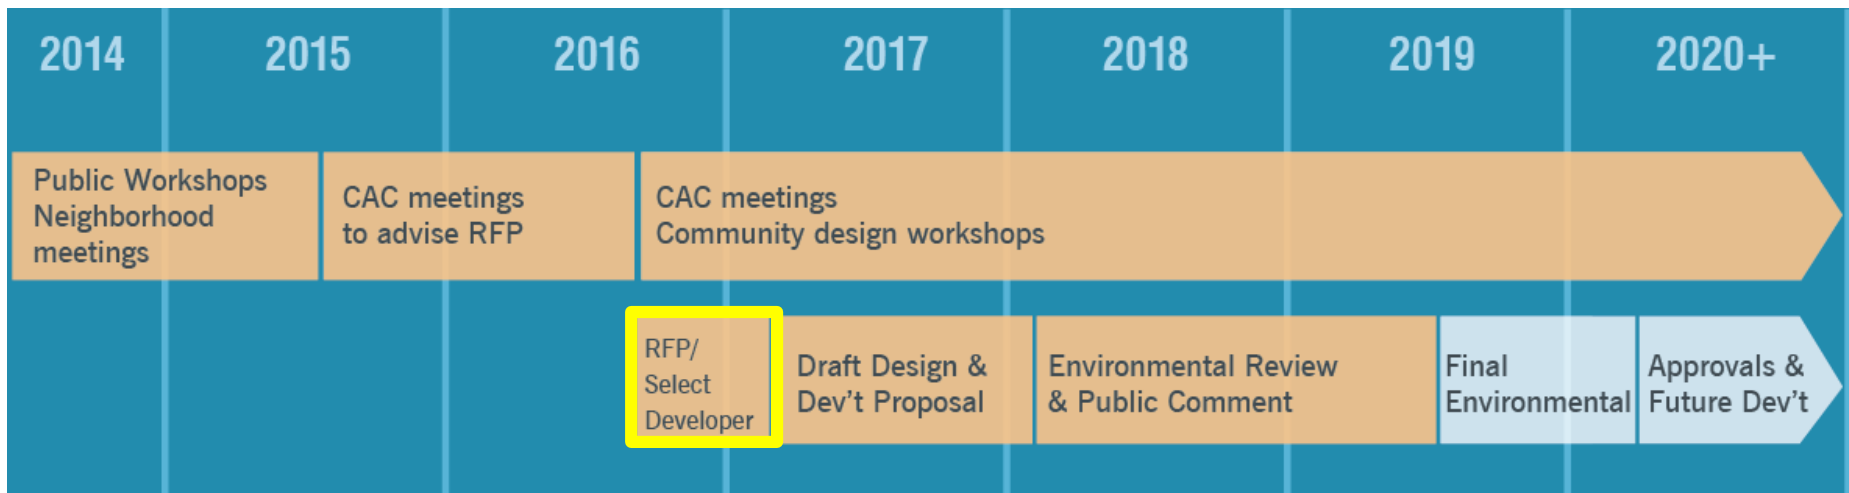 2014
2015
2016
2017
2018
2019
2020+
Public Workshops
Neighborhood
meetings
CAC meetings
to advise RFP
CAC meetings
Community design workshops
RFP/
Select
Developer
Draft Design &
Dev't Proposal
Environmental Review
& Public Comment
Final
Environmental
Approvals &
Future Dev't